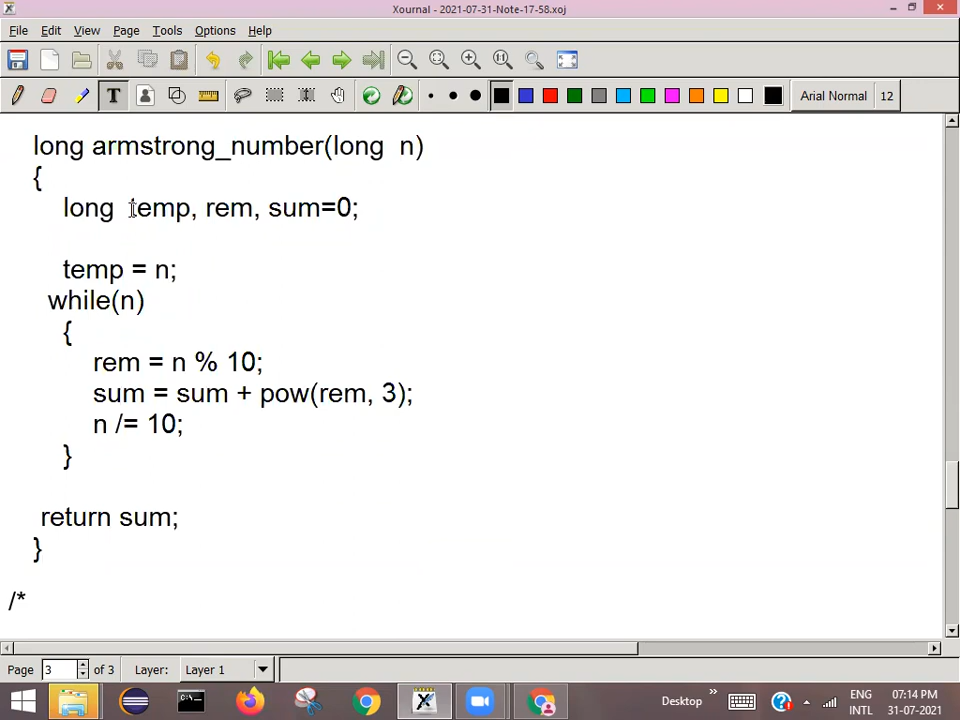 Xournal - 2021-07-31-Note-17-58.xoj
File Edit View Page Tools Options Help
T Arial Normal 12
long armstrong_number(long n)
{
long temp, rem, sum=0;
temp = n;
while(n)
{
rem = n % 10;
sum = sum + pow(rem, 3);
n /= 10;
}
return sum;
}
/*
Page 3 of 3 Layer: Layer 1
Desktop » ENG 07:14 PM
INTL 31-07-2021